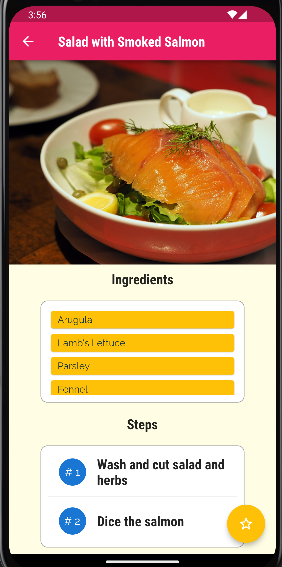 3:56
Salad with Smoked Salmon
Ingredients
Arugula
Lamb's Lettuce
Parsley
Fennel
Steps
# 1 Wash and cut salad and
herbs
# 2 Dice the salmon